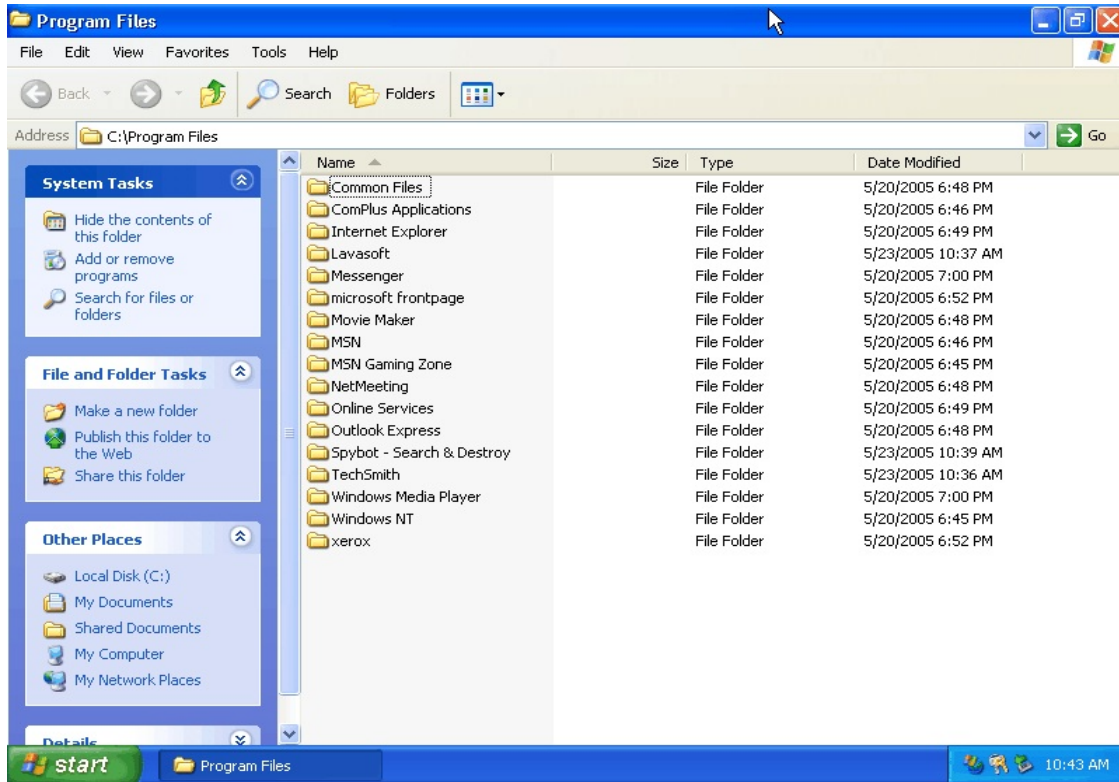 Program Files
File Edit View Favorites Tools Help
Back Search Folders
Address C:\Program Files Go
System Tasks
Hide the contents of
this folder
Add or remove
programs
Search for files or
folders
File and Folder Tasks
Make a new folder
Publish this folder to
the Web
Share this folder
Other Places
Local Disk (C:)
My Documents
Shared Documents
My Computer
My Network Places
Details
Name Size Type Date Modified
Common Files File Folder 5/20/2005 6:48 PM
ComPlus Applications File Folder 5/20/2005 6:46 PM
Internet Explorer File Folder 5/20/2005 6:49 PM
Lavasoft File Folder 5/23/2005 10:37 AM
Messenger File Folder 5/20/2005 7:00 PM
microsoft frontpage File Folder 5/20/2005 6:52 PM
Movie Maker File Folder 5/20/2005 6:48 PM
MSN File Folder 5/20/2005 6:46 PM
MSN Gaming Zone File Folder 5/20/2005 6:45 PM
NetMeeting File Folder 5/20/2005 6:48 PM
Online Services File Folder 5/20/2005 6:49 PM
Outlook Express File Folder 5/20/2005 6:48 PM
Spybot - Search & Destroy File Folder 5/23/2005 10:39 AM
TechSmith File Folder 5/23/2005 10:36 AM
Windows Media Player File Folder 5/20/2005 7:00 PM
Windows NT File Folder 5/20/2005 6:45 PM
xerox File Folder 5/20/2005 6:52 PM
start Program Files 10:43 AM